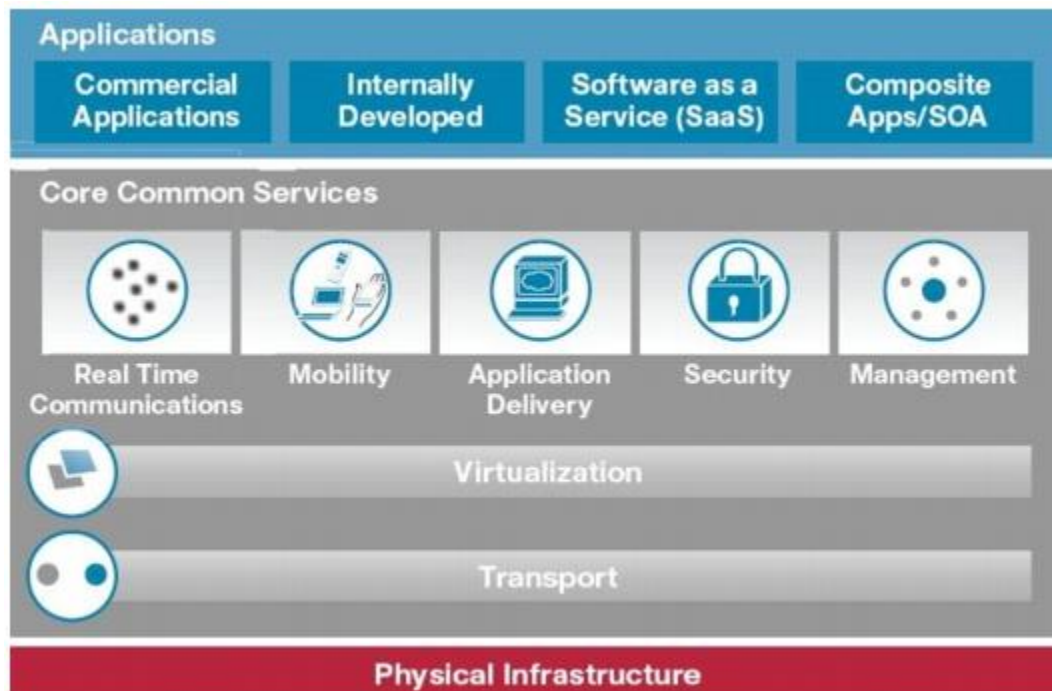 Applications
Commercial
Applications
Internally
Developed
Software as a
Service (SaaS)
Composite
Apps/SOA
Core Common Services
Real Time
Communications
Mobility
Application
Delivery
Security
Management
Virtualization
Transport
Physical Infrastructure